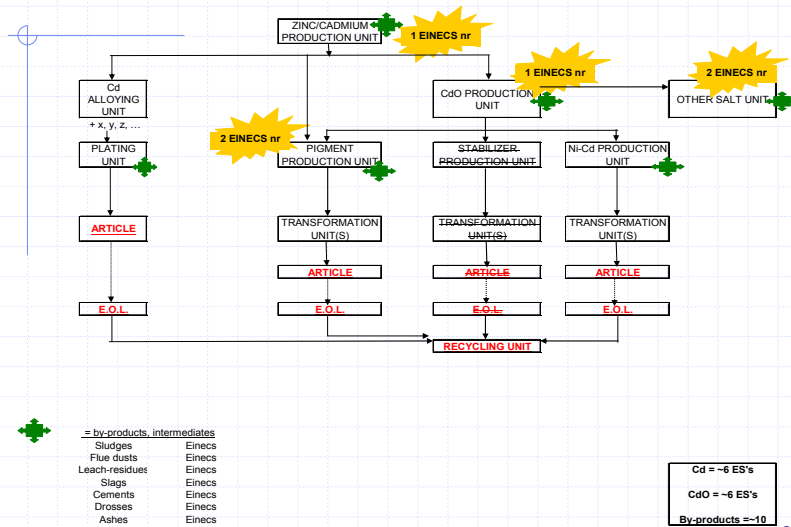 ZINC/CADMIUM
PRODUCTION UNIT
1 EINECS nr
Cd
ALLOYING
UNIT
+ x, y, z, ...
CdO PRODUCTION
UNIT
1 EINECS nr
OTHER SALT UNIT
2 EINECS nr
PLATING
UNIT
2 EINECS nr
PIGMENT
PRODUCTION UNIT
STABILIZER
PRODUCTION UNIT
Ni-Cd PRODUCTION
UNIT
ARTICLE
TRANSFORMATION
UNIT(S)
TRANSFORMATION
UNIT(S)
TRANSFORMATION
UNIT(S)
ARTICLE
ARTICLE
ARTICLE
E.O.L.
E.O.L.
E.O.L.
E.O.L.
RECYCLING UNIT
= by-products, intermediates
Sludges Einecs
Flue dusts Einecs
Leach-residues Einecs
Slags Einecs
Cements Einecs
Drosses Einecs
Ashes Einecs
Cd = ~6 ES's
CdO = ~6 ES's
By-products =~10